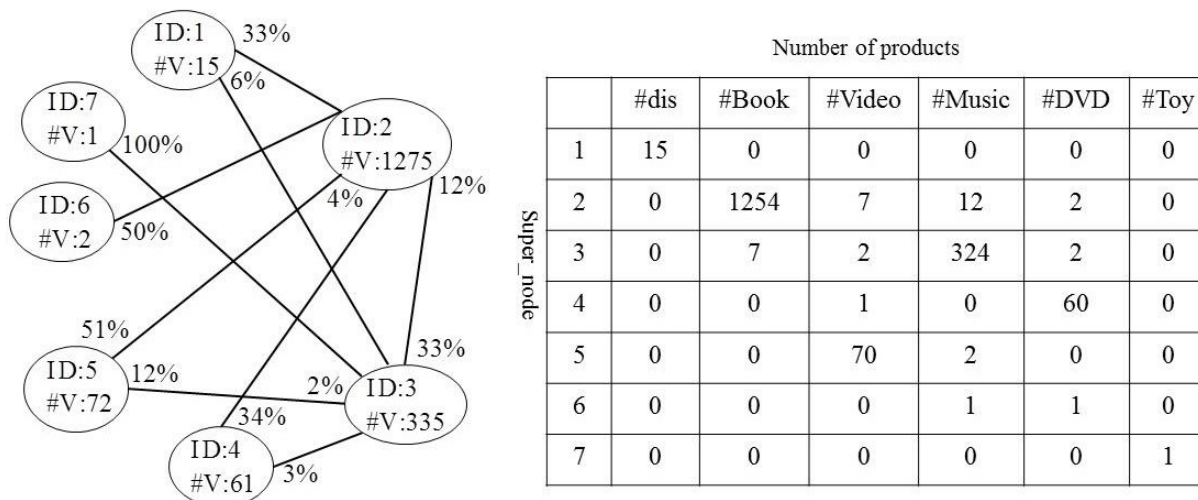 ID:1
#V:15
33%
6%
ID:7
#V:1
100%
ID:2
#V:1275
4%
12%
ID:6
#V:2
50%
51%
ID:5
#V:72
12%
2%
33%
ID:3
#V:335
34%
ID:4
#V:61
3%
Number of products
#dis #Book #Video #Music #DVD #Toy
Super_node
1 15 0 0 0 0 0
2 0 1254 7 12 2 0
3 0 7 2 324 2 0
4 0 0 1 0 60 0
5 0 0 70 2 0 0
6 0 0 0 1 1 0
7 0 0 0 0 0 1